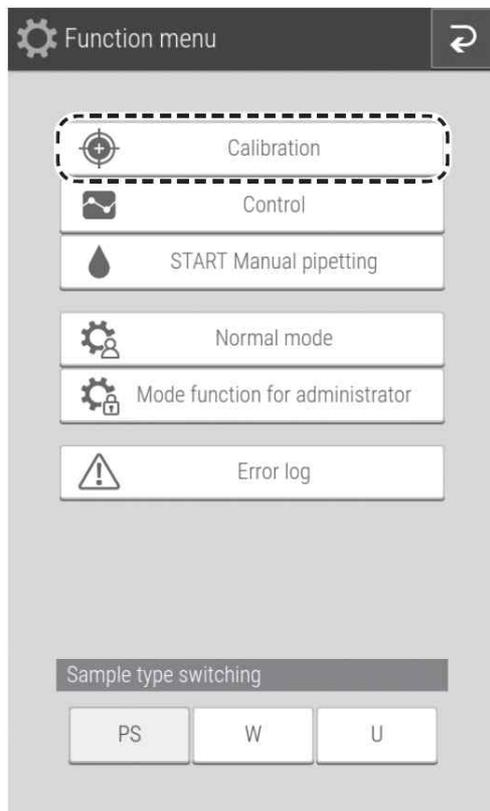 Function menu
Calibration
Control
START Manual pipetting
Normal mode
Mode function for administrator
Error log
Sample type switching
PS W U